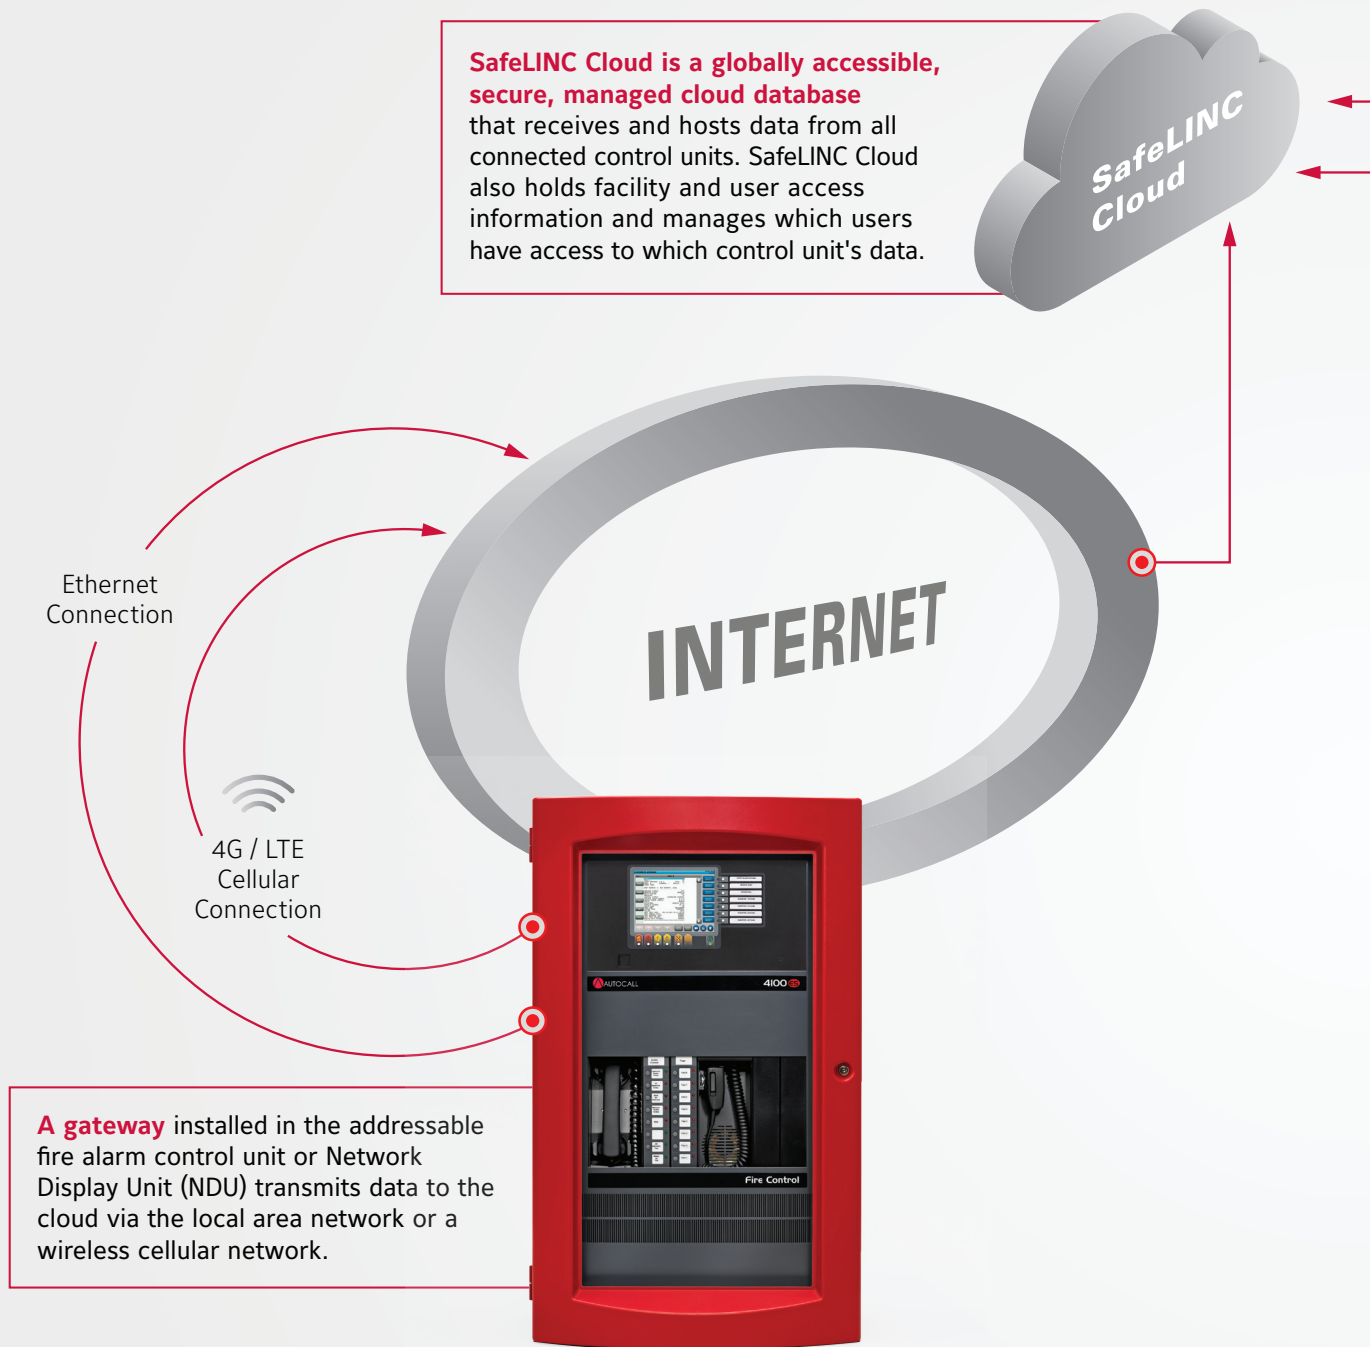 SafeLINC Cloud is a globally accessible,
secure, managed cloud database
that receives and hosts data from all
connected control units. SafeLINC Cloud
also holds facility and user access
information and manages which users
have access to which control unit's data.
SafeLINC
Cloud
INTERNET
Ethernet
Connection
4G / LTE
Cellular
Connection
AUTOCALL
4100 ES
Fire Control
A gateway installed in the addressable
fire alarm control unit or Network
Display Unit (NDU) transmits data to the
cloud via the local area network or a
wireless cellular network.